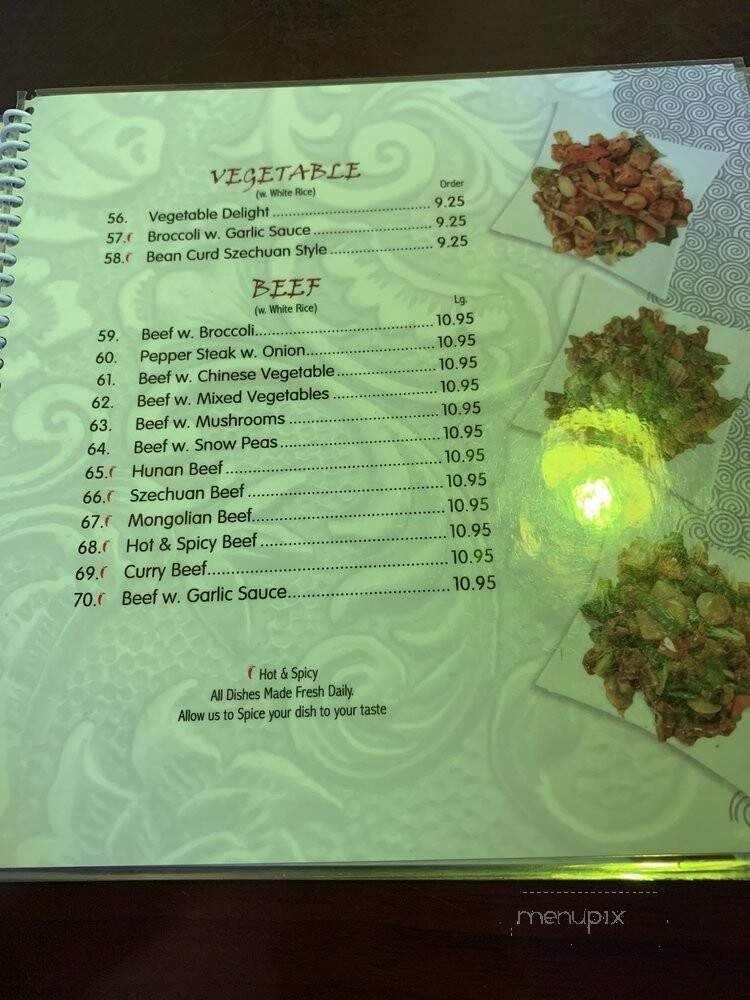 VEGETABLE
(w. White Rice)
Order
56. Vegetable Delight 9.25
57. Broccoli w. Garlic Sauce 9.25
58. Bean Curd Szechuan Style 9.25
BEEF
(w. White Rice)
Lg.
59. Beef w. Broccoli 10.95
60. Pepper Steak w. Onion 10.95
61. Beef w. Chinese Vegetable 10.95
62. Beef w. Mixed Vegetables 10.95
63. Beef w. Mushrooms 10.95
64. Beef w. Snow Peas 10.95
65. Hunan Beef 10.95
66. Szechuan Beef 10.95
67. Mongolian Beef 10.95
68. Hot & Spicy Beef 10.95
69. Curry Beef 10.95
70. Beef w. Garlic Sauce 10.95
Hot & Spicy
All Dishes Made Fresh Daily.
Allow us to Spice your dish to your taste
menupix